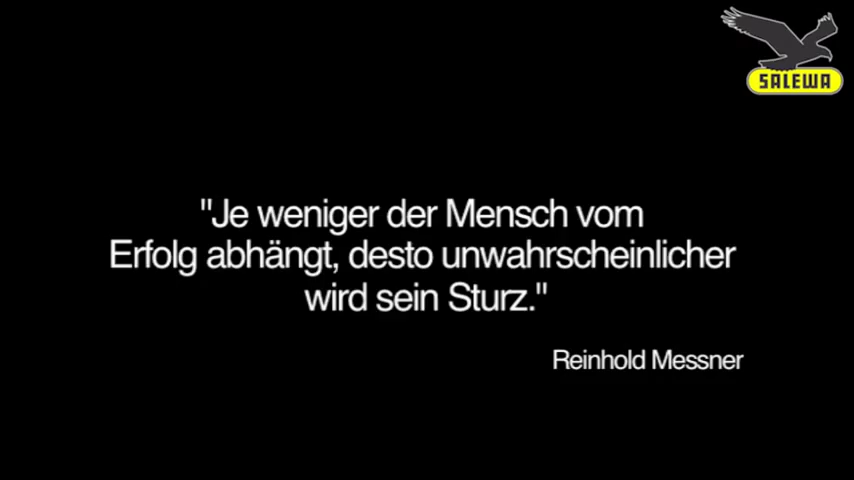 SALEWA
"Je weniger der Mensch vom
Erfolg abhängt, desto unwahrscheinlicher
wird sein Sturz."
Reinhold Messner